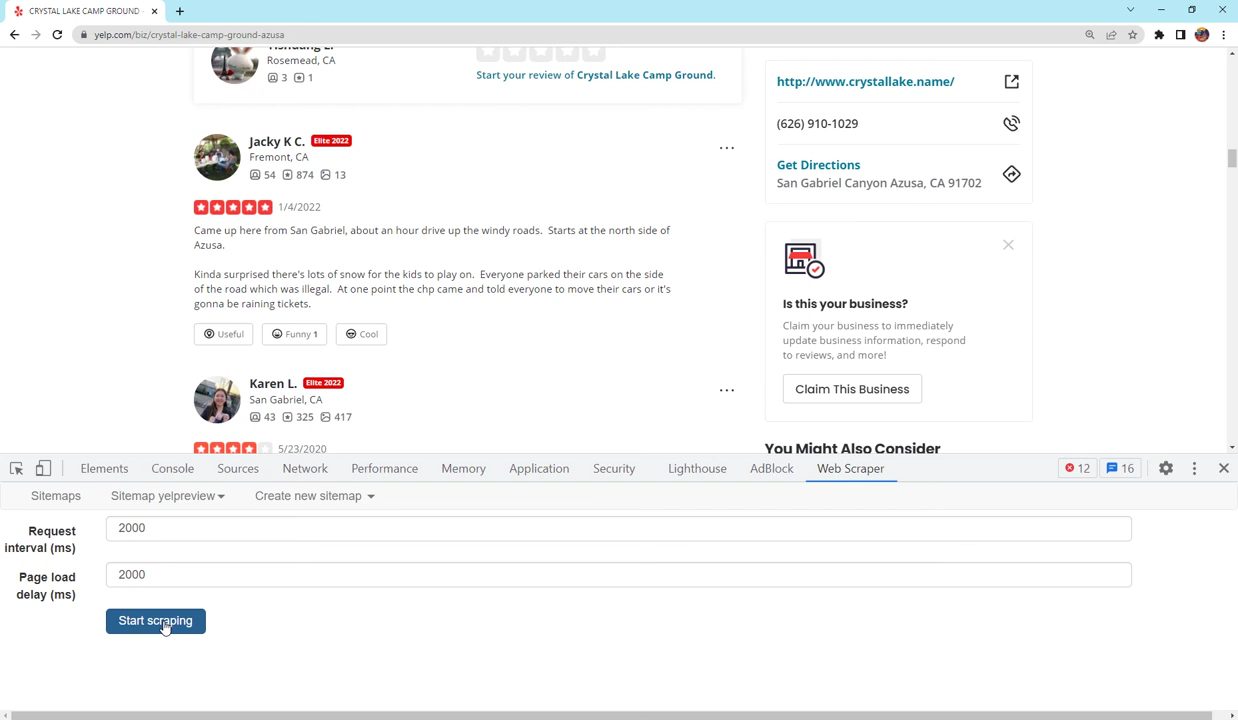 CRYSTAL LAKE CAMP GROUND
yelp.com/biz/crystal-lake-camp-ground-azusa
Rosemead, CA
3 1
Start your review of Crystal Lake Camp Ground.
http://www.crystallake.name/
(626) 910-1029
Get Directions
San Gabriel Canyon Azusa, CA 91702
Jacky K C. Elite 2022
Fremont, CA
54 874 13
1/4/2022
Came up here from San Gabriel, about an hour drive up the windy roads. Starts at the north side of
Azusa.
Kinda surprised there's lots of snow for the kids to play on. Everyone parked their cars on the side
of the road which was illegal. At one point the chp came and told everyone to move their cars or it's
gonna be raining tickets.
Useful Funny 1 Cool
Is this your business?
Claim your business to immediately
update business information, respond
to reviews, and more!
Claim This Business
Karen L. Elite 2022
San Gabriel, CA
43 325 417
5/23/2020
You Might Also Consider
Elements Console Sources Network Performance Memory Application Security Lighthouse AdBlock Web Scraper 12 16
Sitemaps Sitemap yelpreview Create new sitemap
Request
interval (ms)
2000
Page load
delay (ms)
2000
Start scraping